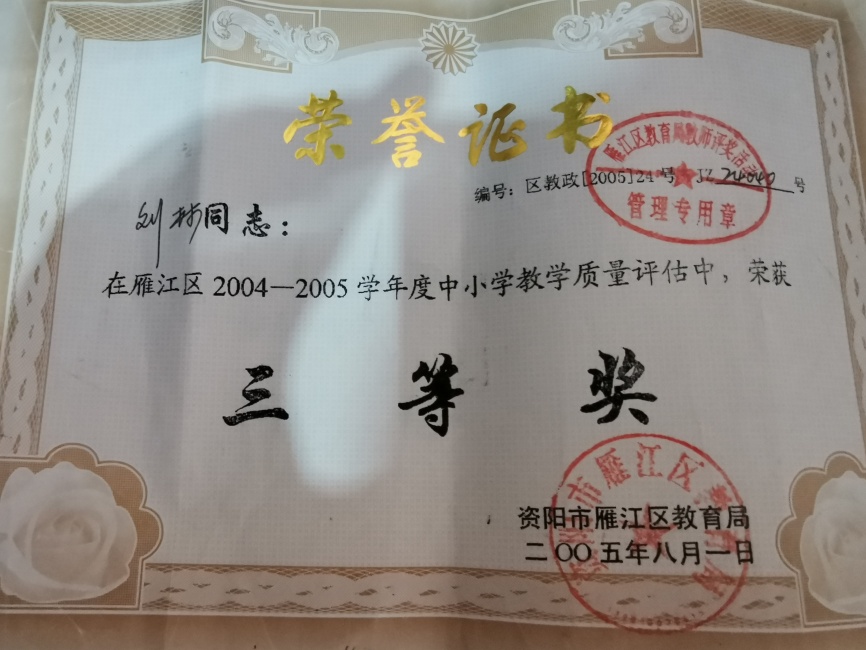 荣誉证书
雁江区教育局教师评奖活动
管理专用章
编号：区教政[2005]24号 JZ 24040 号
同志：
在雁江区2004—2005学年度中小学教学质量评估中，荣获
三等奖
资阳市雁江区教育局
二〇〇五年八月一日